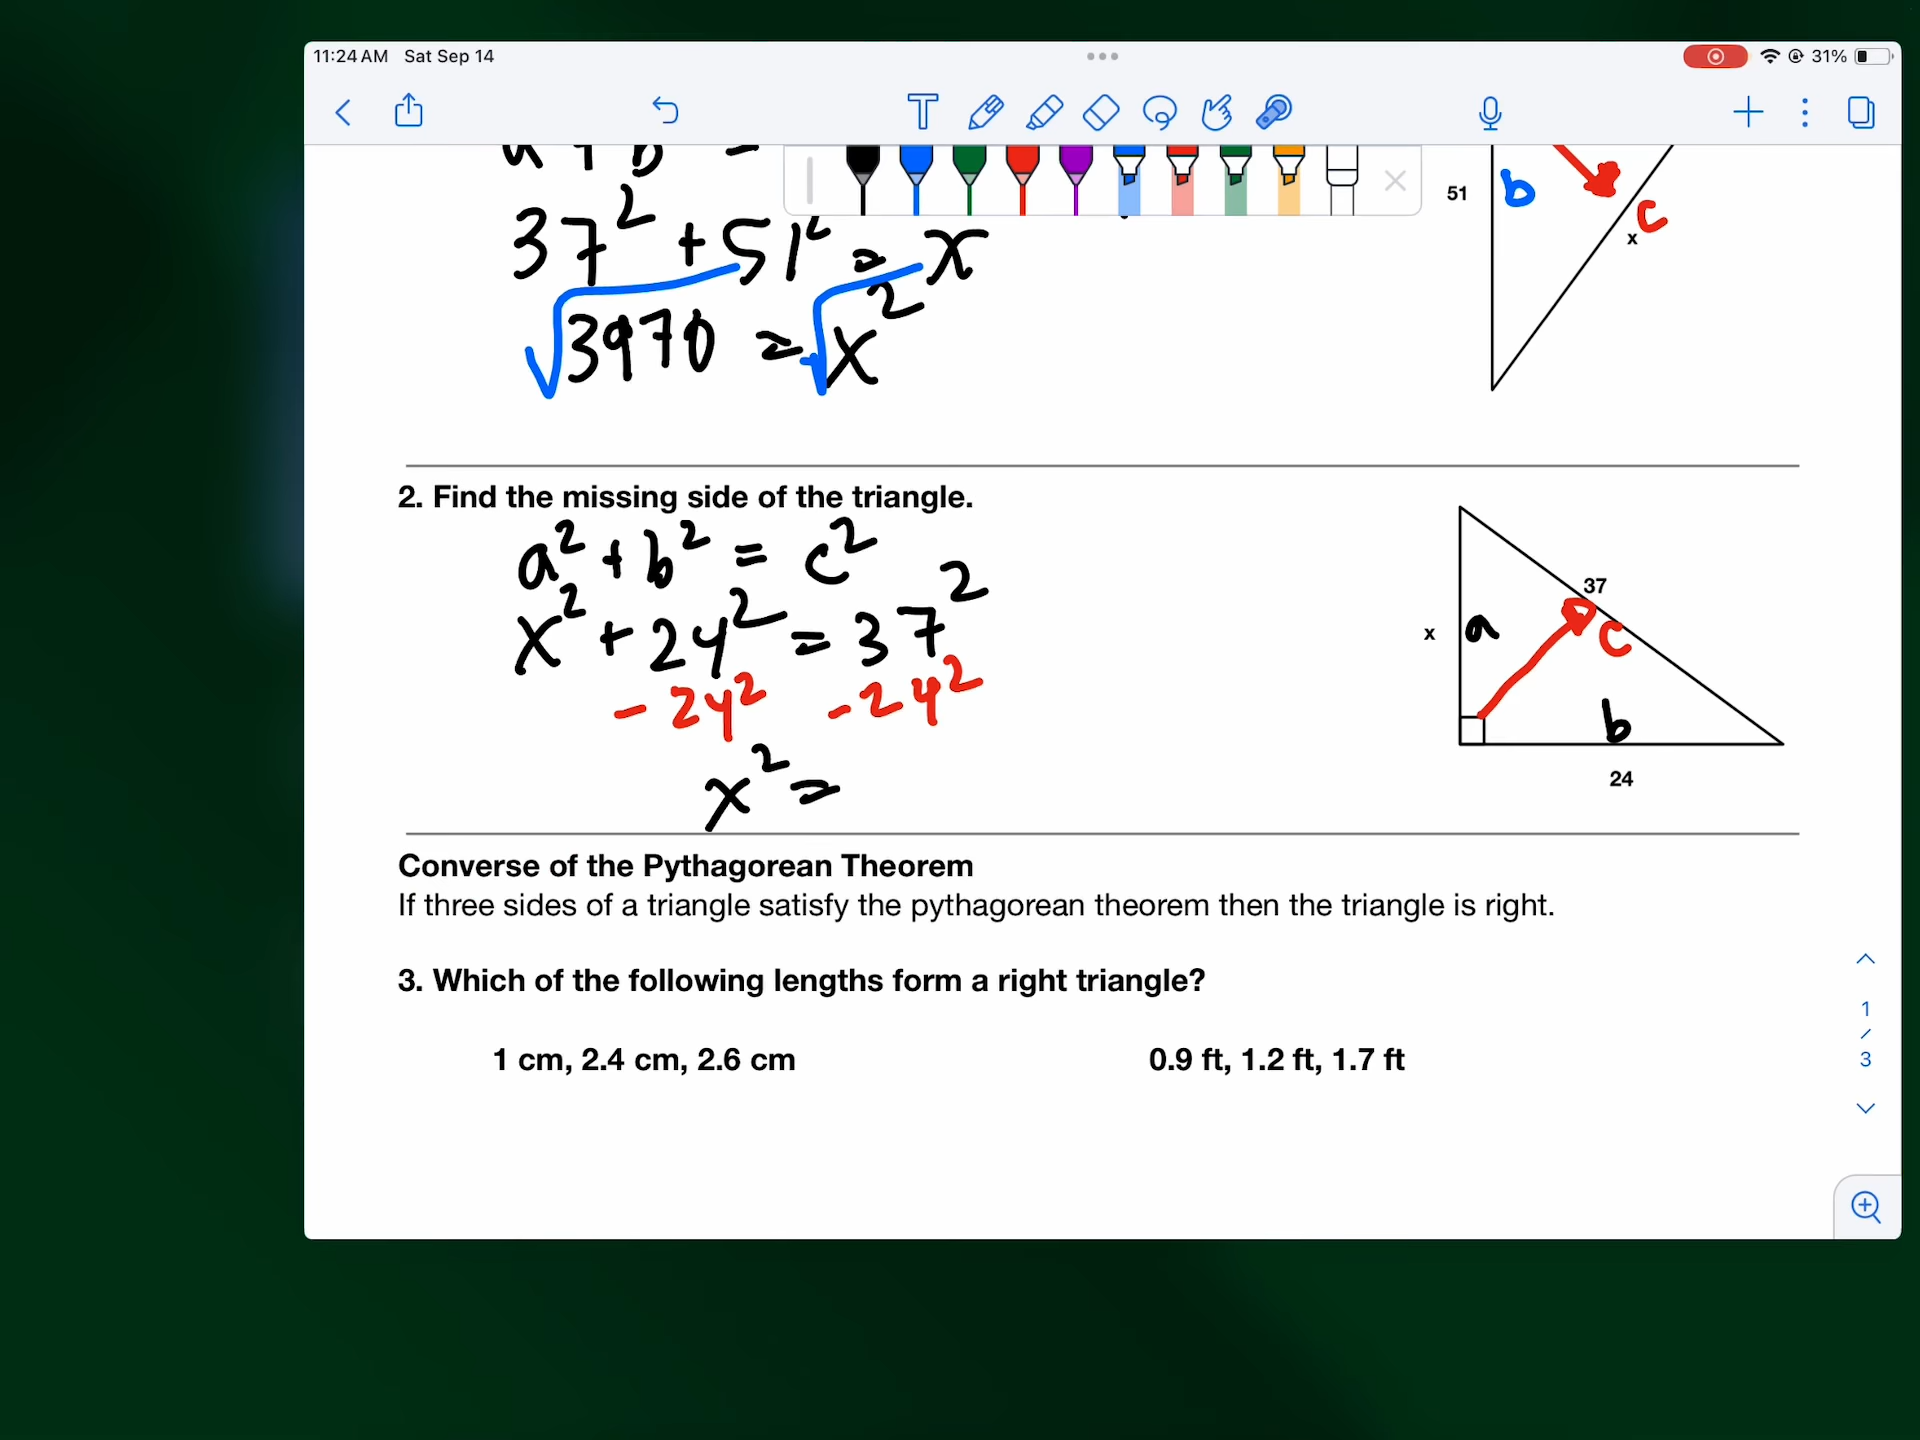 11:24 AM Sat Sep 14
31%
T
51 b
c
x
37² + 51² = x
√3970 = √x²
2. Find the missing side of the triangle.
a² + b² = c²
x² + 24² = 37²
- 24² - 24²
x² =
37
x a c
b
24
Converse of the Pythagorean Theorem
If three sides of a triangle satisfy the pythagorean theorem then the triangle is right.
3. Which of the following lengths form a right triangle?
1 cm, 2.4 cm, 2.6 cm 0.9 ft, 1.2 ft, 1.7 ft
1
/
3